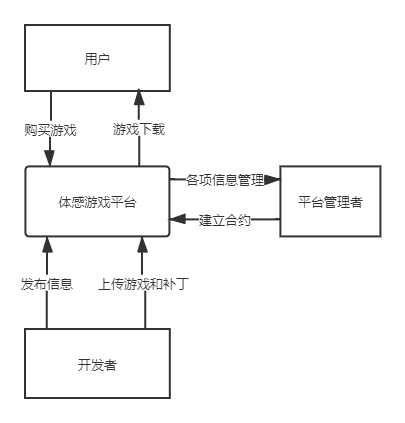 用户
购买游戏
游戏下载
各项信息管理
体感游戏平台
平台管理者
建立合约
发布信息
上传游戏和补丁
开发者